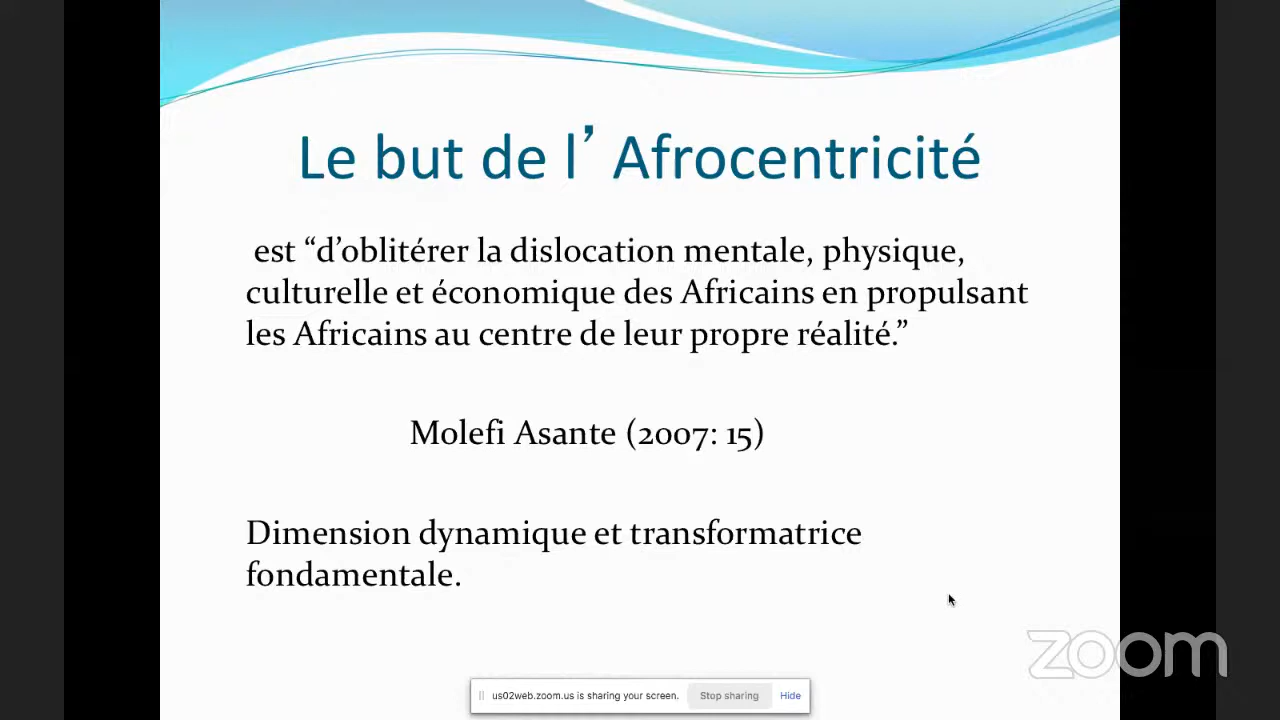 Le but de l’ Afrocentricité
est “d’oblitérer la dislocation mentale, physique,
culturelle et économique des Africains en propulsant
les Africains au centre de leur propre réalité.”
Molefi Asante (2007: 15)
Dimension dynamique et transformatrice
fondamentale.
zoom
us02web.zoom.us is sharing your screen. Stop sharing Hide